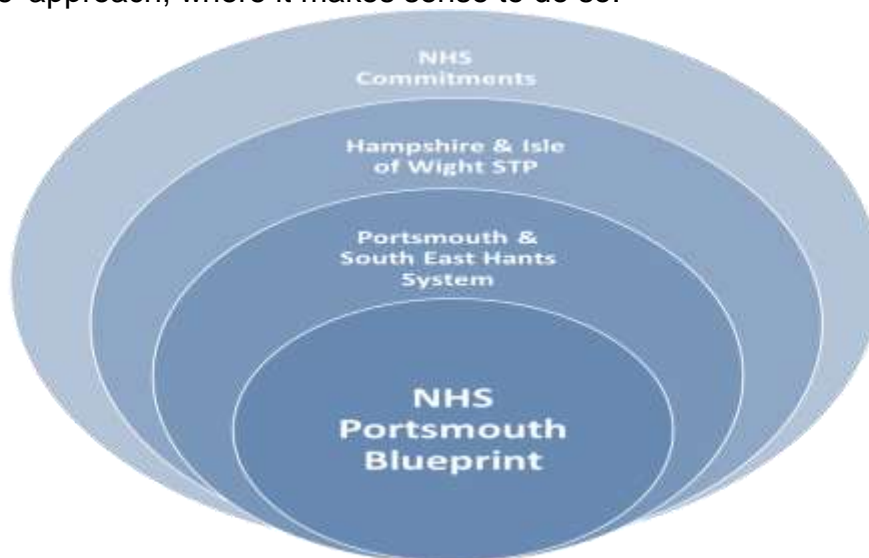 approach, where it makes sense to do so.
NHS
Commitments
Hampshire & Isle
of Wight STP
Portsmouth &
South East Hants
System
NHS
Portsmouth
Blueprint